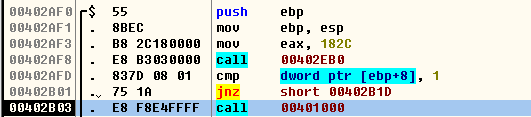 00402AF0 ┌$ 55 push ebp
00402AF1 │. 8BEC mov ebp, esp
00402AF3 │. B8 2C180000 mov eax, 182C
00402AF8 │. E8 B3030000 call 00402EB0
00402AFD │. 837D 08 01 cmp dword ptr [ebp+8], 1
00402B01 │.⌄ 75 1A jnz short 00402B1D
00402B03 │. E8 F8E4FFFF call 00401000